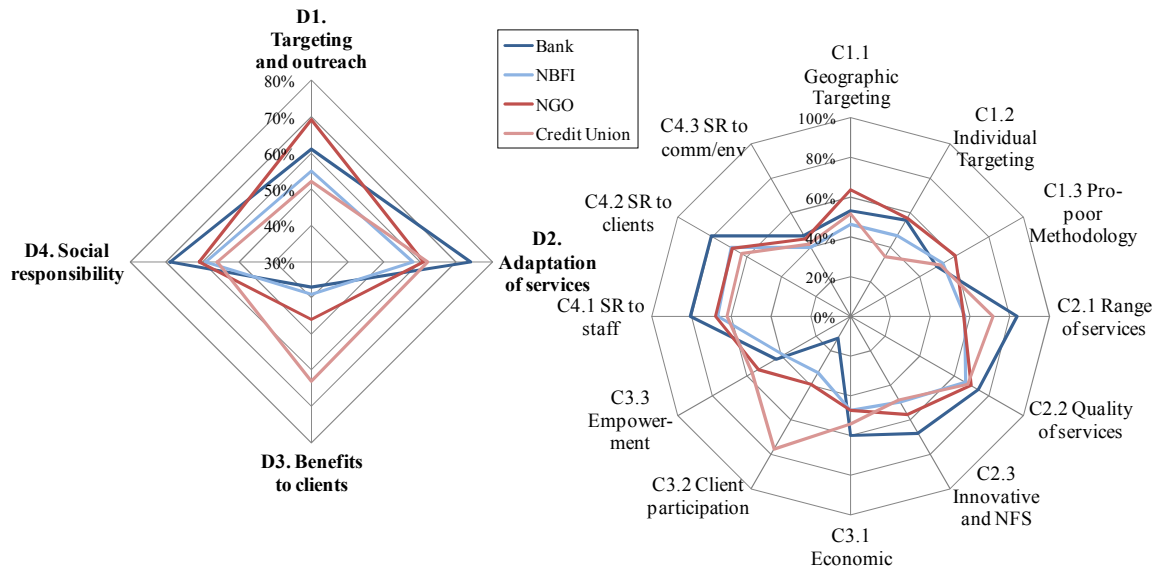 D1.
Targeting
and outreach
80%
70%
60%
50%
40%
30%
D4. Social
responsibility
D2.
Adaptation
of services
D3. Benefits
to clients
Bank
NBFI
NGO
Credit Union
C1.1
Geographic
Targeting
C1.2
Individual
Targeting
C1.3 Pro-
poor
Methodology
C2.1 Range
of services
C2.2 Quality
of services
C2.3
Innovative
and NFS
C3.1
Economic
C3.2 Client
participation
C3.3
Empower-
ment
C4.1 SR to
staff
C4.2 SR to
clients
C4.3 SR to
comm/env
100%
80%
60%
40%
20%
0%